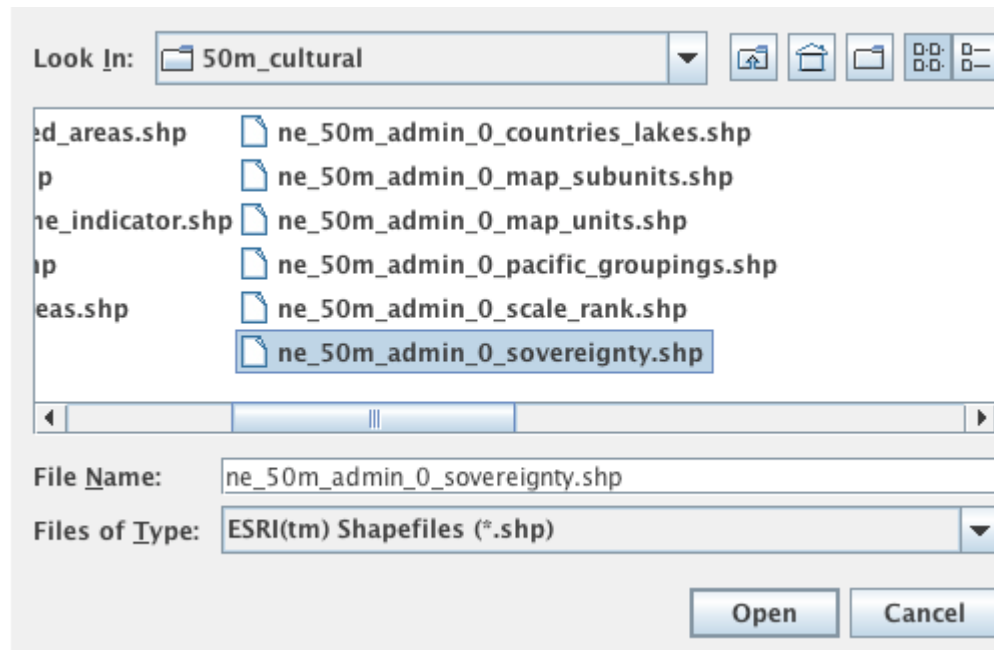 Look In: 50m_cultural
ed_areas.shp ne_50m_admin_0_countries_lakes.shp
p ne_50m_admin_0_map_subunits.shp
ne_indicator.shp ne_50m_admin_0_map_units.shp
hp ne_50m_admin_0_pacific_groupings.shp
eas.shp ne_50m_admin_0_scale_rank.shp
ne_50m_admin_0_sovereignty.shp
File Name: ne_50m_admin_0_sovereignty.shp
Files of Type: ESRI(tm) Shapefiles (*.shp)
Open Cancel